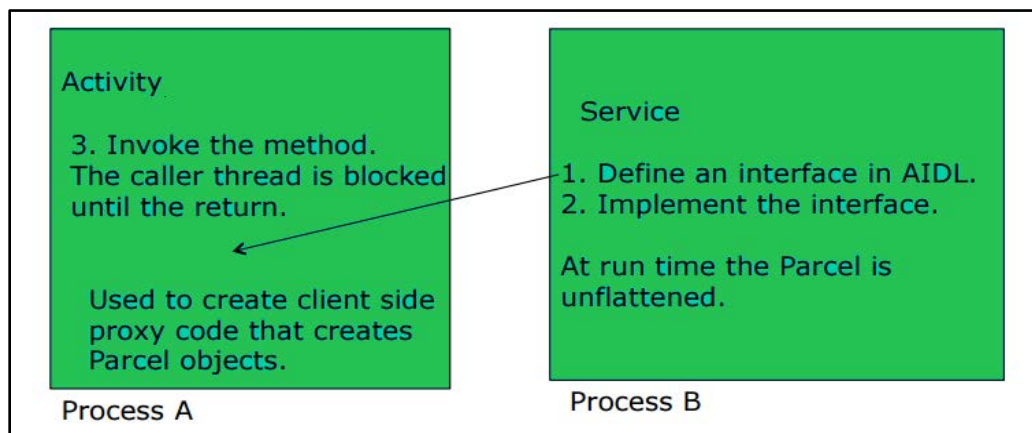 Activity
3. Invoke the method.
The caller thread is blocked
until the return.
Used to create client side
proxy code that creates
Parcel objects.
Process A
Service
1. Define an interface in AIDL.
2. Implement the interface.
At run time the Parcel is
unflattened.
Process B